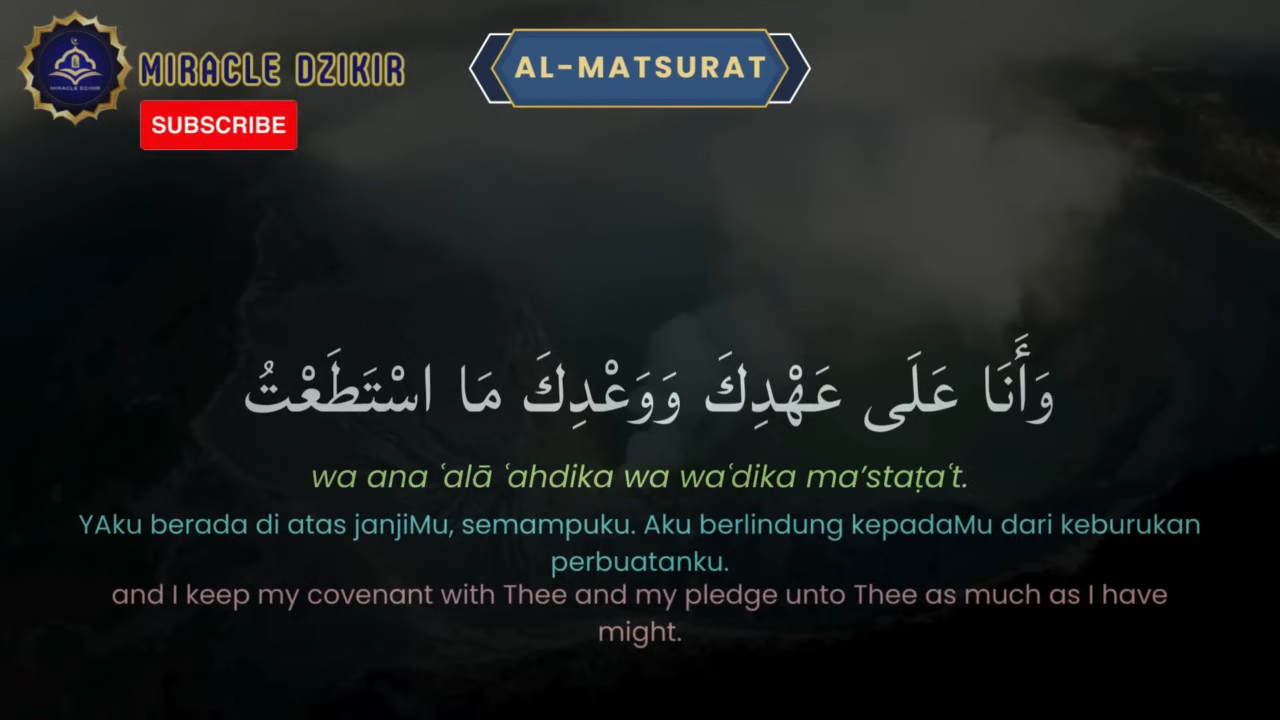 MIRACLE DZIKIR
SUBSCRIBE
AL-MATSURAT
MIRACLE DZIKIR
وَأَنَا عَلَى عَهْدِكَ وَوَعْدِكَ مَا اسْتَطَعْتُ
wa ana ʿalā ʿahdika wa waʿdika ma’staṭaʿt.
YAku berada di atas janjiMu, semampuku. Aku berlindung kepadaMu dari keburukan
perbuatanku.
and I keep my covenant with Thee and my pledge unto Thee as much as I have
might.